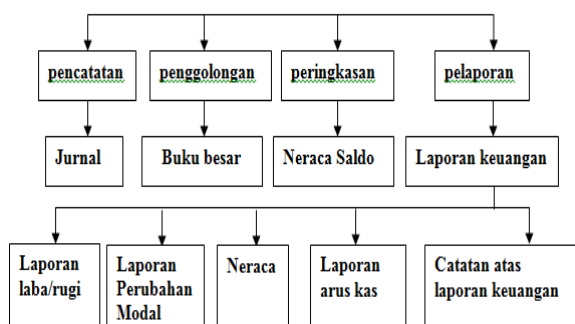 pencatatan
penggolongan
peringkasan
pelaporan
Jurnal
Buku besar
Neraca Saldo
Laporan keuangan
Laporan
laba/rugi
Laporan
Perubahan
Modal
Neraca
Laporan
arus kas
Catatan atas
laporan keuangan